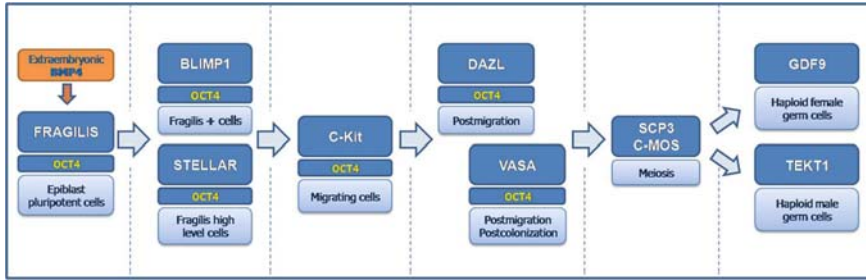 Extraembryonic
BMP4
FRAGILIS
OCT4
Epiblast
pluripotent cells
BLIMP1
OCT4
Fragilis + cells
STELLAR
OCT4
Fragilis high
level cells
C-Kit
OCT4
Migrating cells
DAZL
OCT4
Postmigration
VASA
OCT4
Postmigration
Postcolonization
SCP3
C-MOS
Meiosis
GDF9
Haploid female
germ cells
TEKT1
Haploid male
germ cells